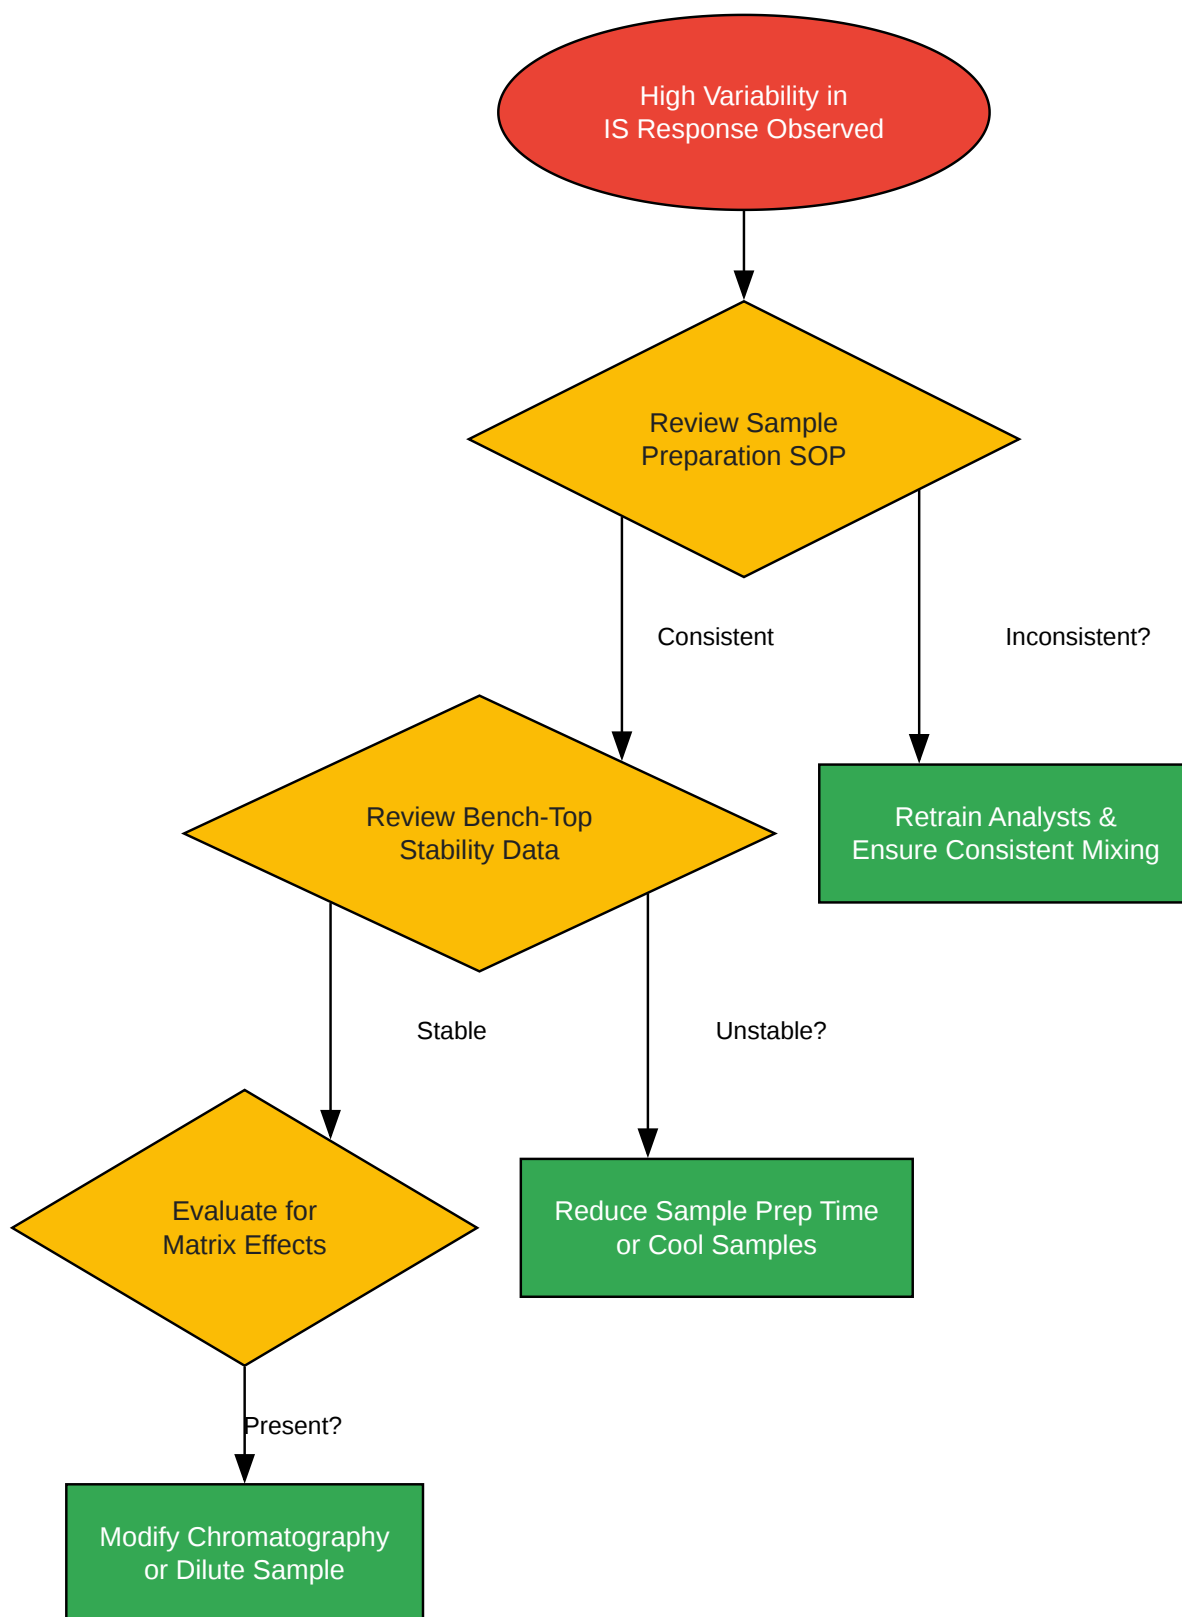 High Variability in
IS Response Observed
Review Sample
Preparation SOP
Consistent
Inconsistent?
Review Bench-Top
Stability Data
Retrain Analysts &
Ensure Consistent Mixing
Stable
Unstable?
Evaluate for
Matrix Effects
Reduce Sample Prep Time
or Cool Samples
Present?
Modify Chromatography
or Dilute Sample